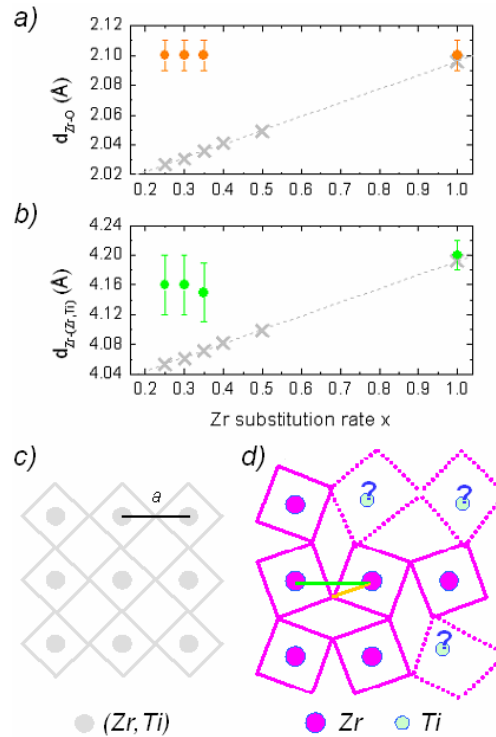 a)
2.12
2.10
2.08
2.06
2.04
2.02
d_Zr-O (Å)
0.2 0.3 0.4 0.5 0.6 0.7 0.8 0.9 1.0
b)
4.24
4.20
4.16
4.12
4.08
4.04
d_Zr-(Zr,Ti) (Å)
0.2 0.3 0.4 0.5 0.6 0.7 0.8 0.9 1.0
Zr substitution rate x
c)
a
d)
? ?
?
(Zr,Ti) Zr Ti